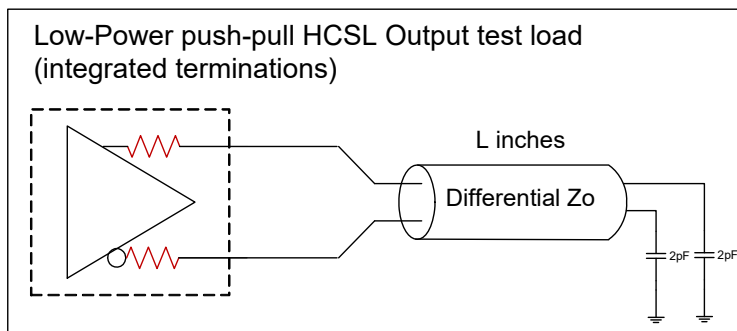 Low-Power push-pull HCSL Output test load
(integrated terminations)
L inches
Differential Zo
2pF
2pF